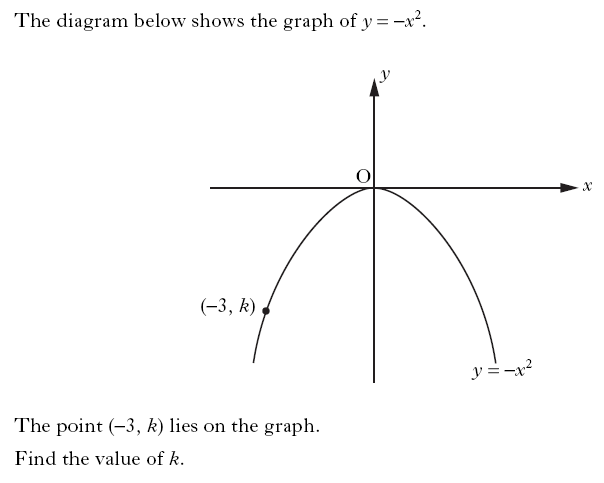 The diagram below shows the graph of y = –x².
y
O
x
(–3, k)
y = –x²
The point (–3, k) lies on the graph.
Find the value of k.